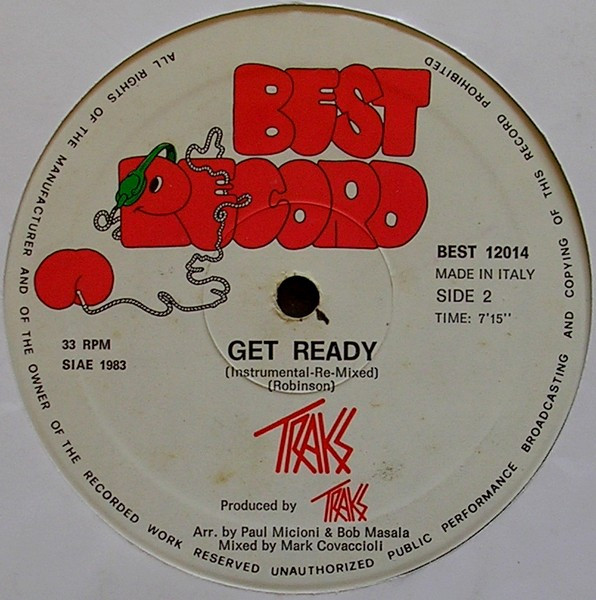 BEST
RECORD
BEST 12014
MADE IN ITALY
SIDE 2
TIME: 7'15''
33 RPM
SIAE 1983
GET READY
(Instrumental-Re-Mixed)
(Robinson)
TRAKS
Produced by TRAKS
Arr. by Paul Micioni & Bob Masala
Mixed by Mark Covaccioli
ALL RIGHTS OF THE MANUFACTURER AND OF THE OWNER OF THE RECORDED WORK RESERVED UNAUTHORIZED PUBLIC PERFORMANCE BROADCASTING AND COPYING OF THIS RECORD PROHIBITED